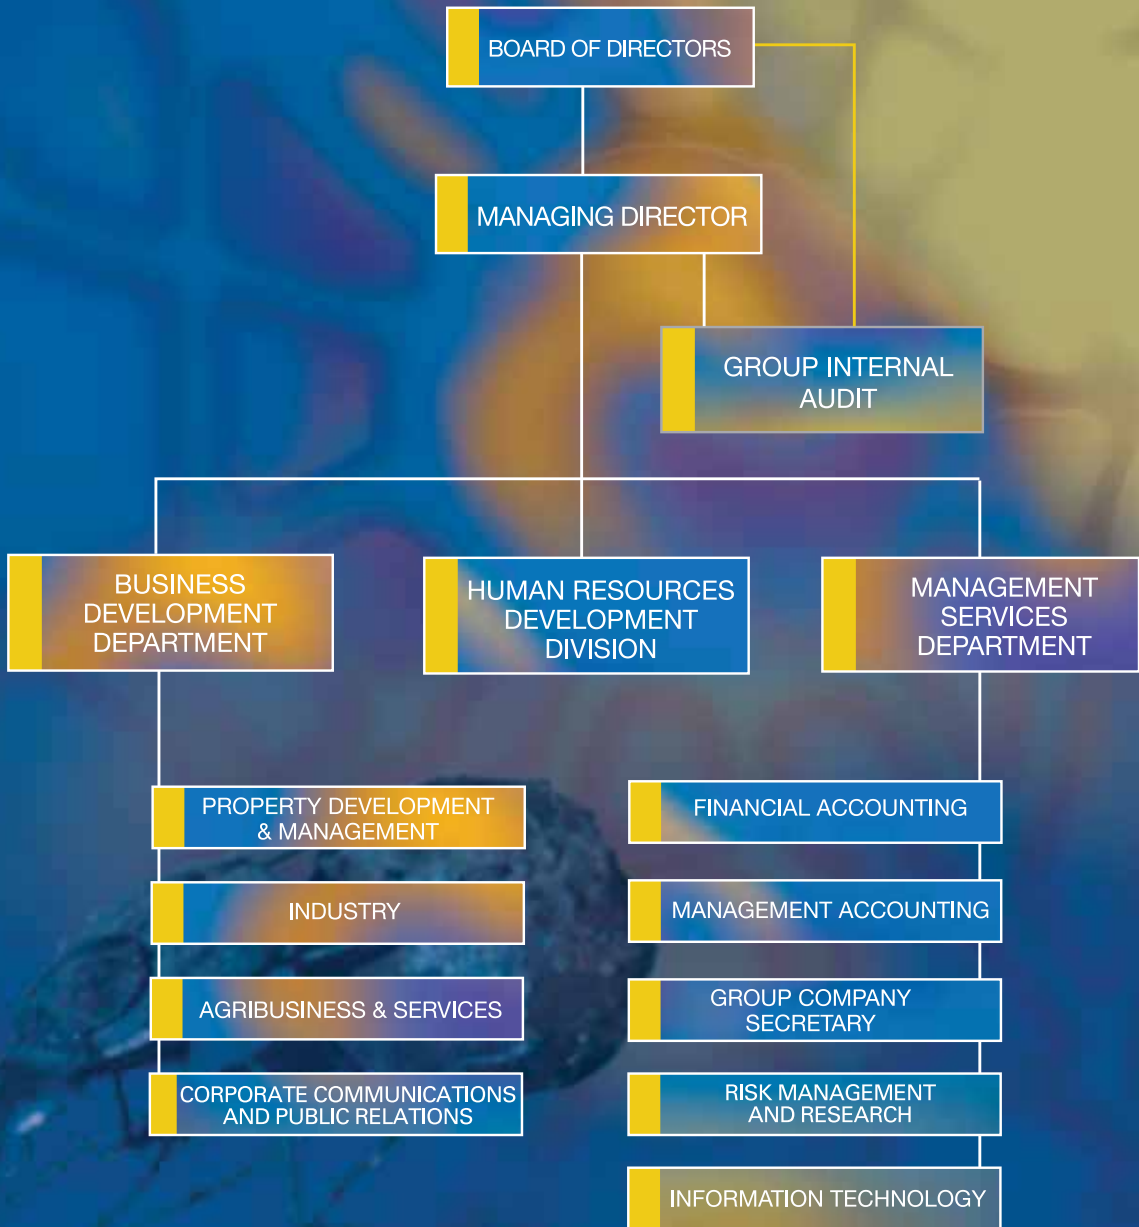 BOARD OF DIRECTORS
MANAGING DIRECTOR
GROUP INTERNAL
AUDIT
BUSINESS
DEVELOPMENT
DEPARTMENT
HUMAN RESOURCES
DEVELOPMENT
DIVISION
MANAGEMENT
SERVICES
DEPARTMENT
PROPERTY DEVELOPMENT
& MANAGEMENT
INDUSTRY
AGRIBUSINESS & SERVICES
CORPORATE COMMUNICATIONS
AND PUBLIC RELATIONS
FINANCIAL ACCOUNTING
MANAGEMENT ACCOUNTING
GROUP COMPANY
SECRETARY
RISK MANAGEMENT
AND RESEARCH
INFORMATION TECHNOLOGY